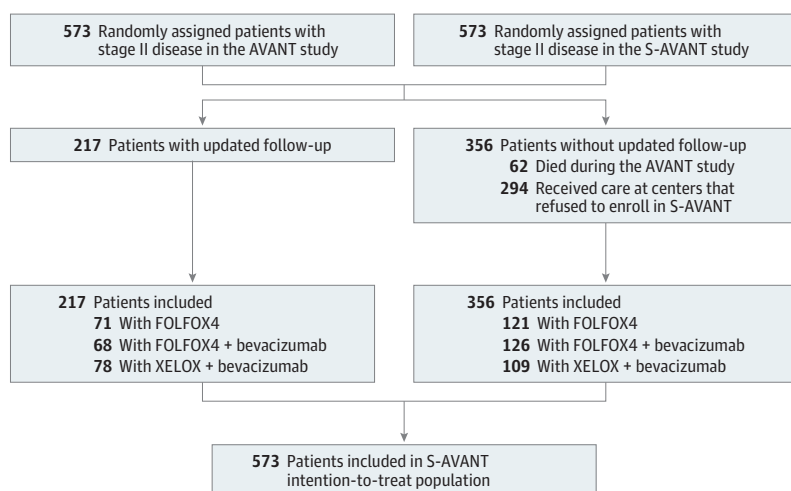 573 Randomly assigned patients with
stage II disease in the AVANT study
573 Randomly assigned patients with
stage II disease in the S-AVANT study
217 Patients with updated follow-up
356 Patients without updated follow-up
62 Died during the AVANT study
294 Received care at centers that
refused to enroll in S-AVANT
217 Patients included
71 With FOLFOX4
68 With FOLFOX4 + bevacizumab
78 With XELOX + bevacizumab
356 Patients included
121 With FOLFOX4
126 With FOLFOX4 + bevacizumab
109 With XELOX + bevacizumab
573 Patients included in S-AVANT
intention-to-treat population